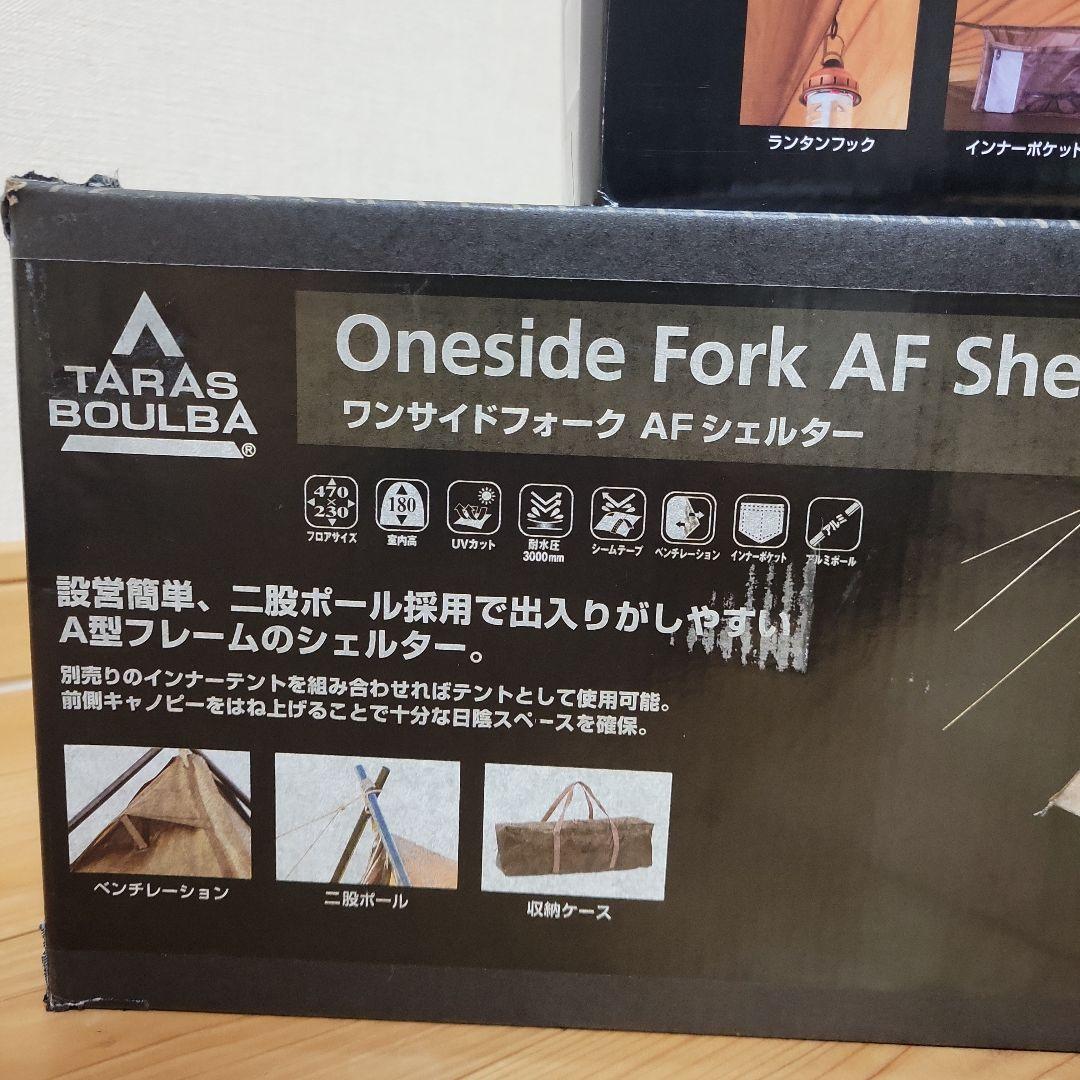 ランタンフック
インナーポケット
TARAS
BOULBA
®
Oneside Fork AF She
ワンサイドフォーク AFシェルター
470
×
230
フロアサイズ
180
室内高
UVカット
耐水圧
3000mm
シームテープ
ベンチレーション
インナーポケット
アルミ
アルミポール
設営簡単、二股ポール採用で出入りがしやすい
A型フレームのシェルター。
別売りのインナーテントを組み合わせればテントとして使用可能。
前側キャノピーをはね上げることで十分な日陰スペースを確保。
ベンチレーション
二股ポール
収納ケース